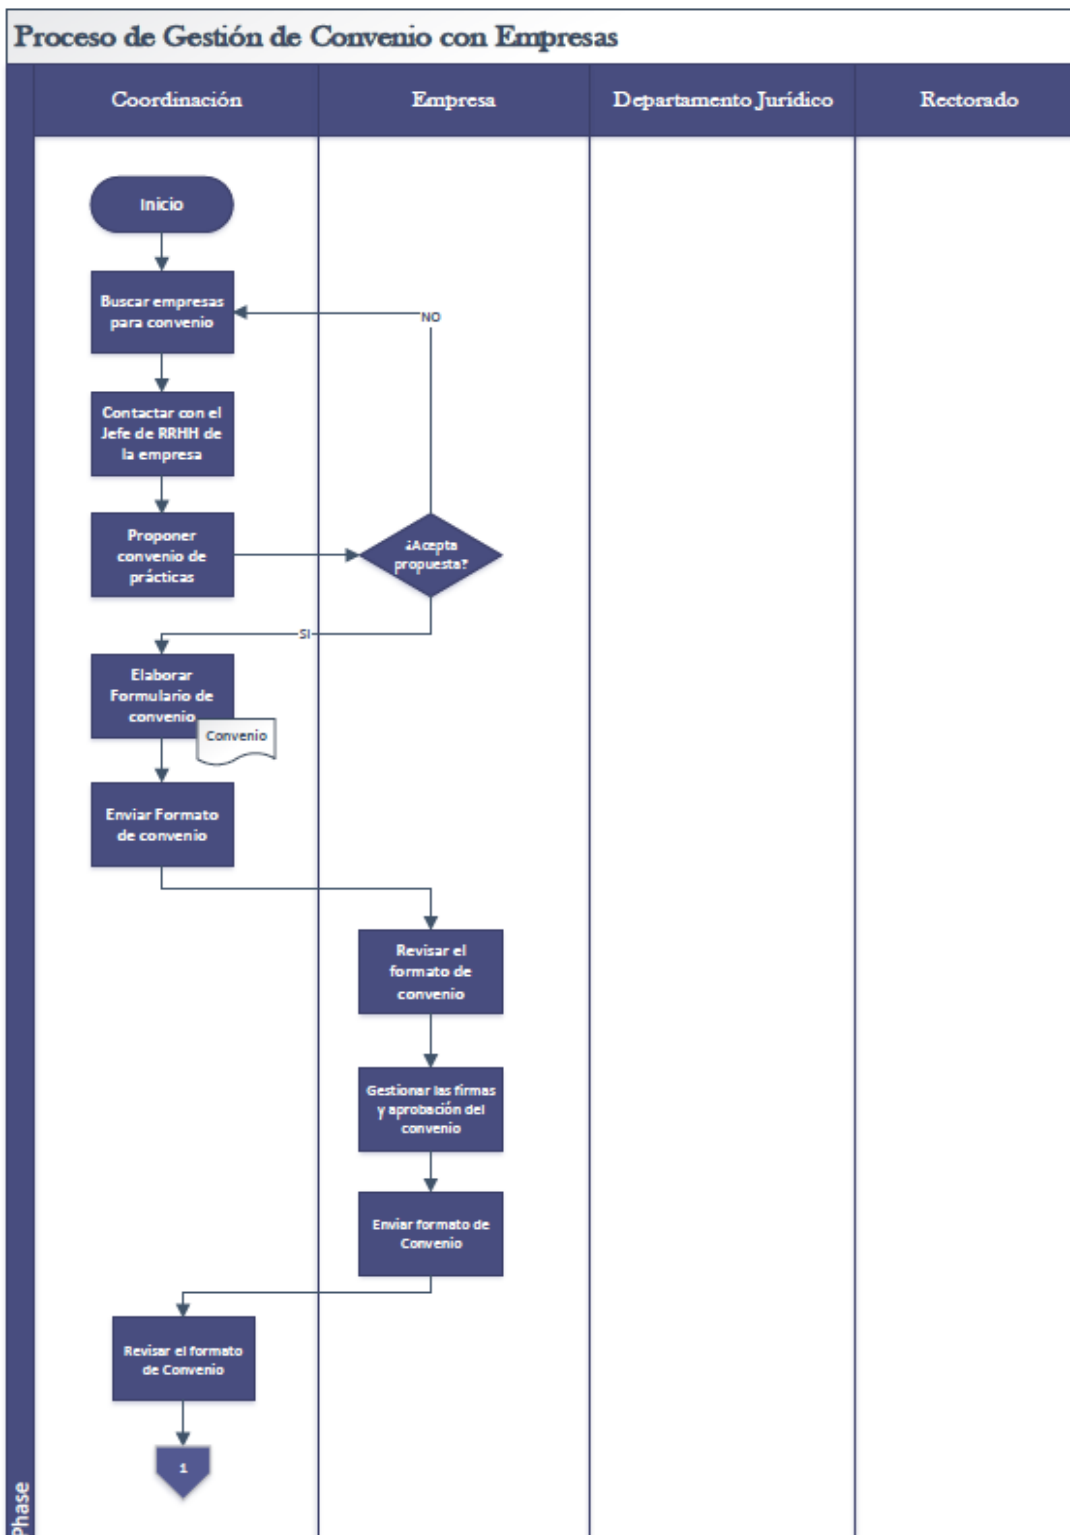 Proceso de Gestión de Convenio con Empresas
Coordinación
Empresa
Departamento Jurídico
Rectorado
Inicio
Buscar empresas
para convenio
NO
Contactar con el
Jefe de RRHH de
la empresa
Proponer
convenio de
prácticas
¿Acepta
propuesta?
SI
Elaborar
Formulario de
convenio
Convenio
Enviar Formato
de convenio
Revisar el
formato de
convenio
Gestionar las firmas
y aprobación del
convenio
Enviar formato de
Convenio
Revisar el formato
de Convenio
1
Phase